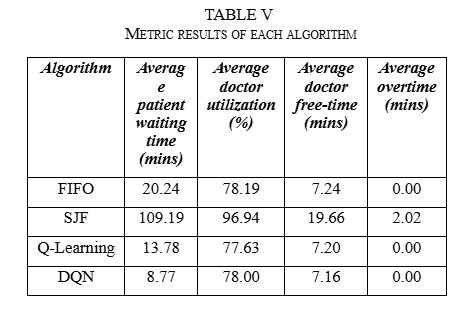 TABLE V
METRIC RESULTS OF EACH ALGORITHM
Algorithm Averag e patient waiting time (mins) Average doctor utilization (%) Average doctor free-time (mins) Average overtime (mins)
FIFO 20.24 78.19 7.24 0.00
SJF 109.19 96.94 19.66 2.02
Q-Learning 13.78 77.63 7.20 0.00
DQN 8.77 78.00 7.16 0.00